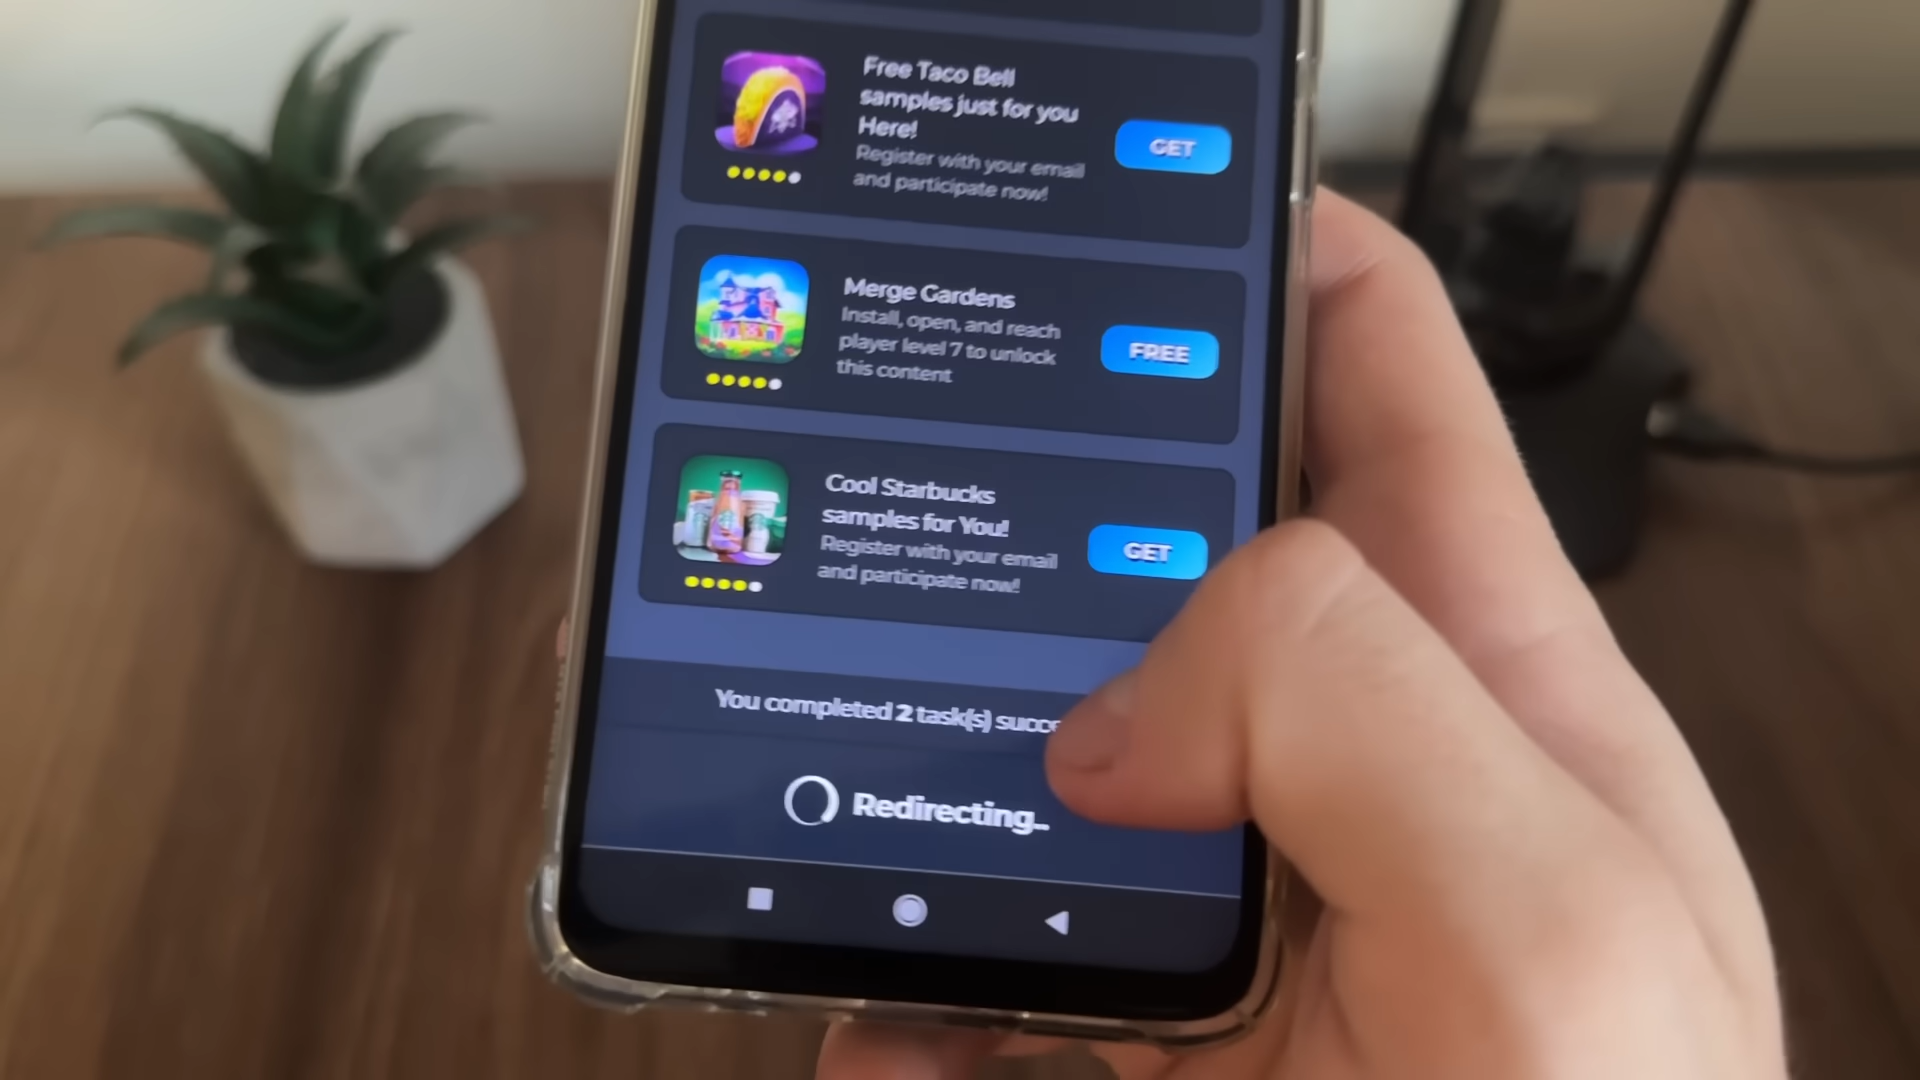 Free Taco Bell
samples just for you
Here!
Register with your email
and participate now!
GET
Merge Gardens
Install, open, and reach
player level 7 to unlock
this content
FREE
Cool Starbucks
samples for You!
Register with your email
and participate now!
GET
You completed 2 task(s)
Redirecting..